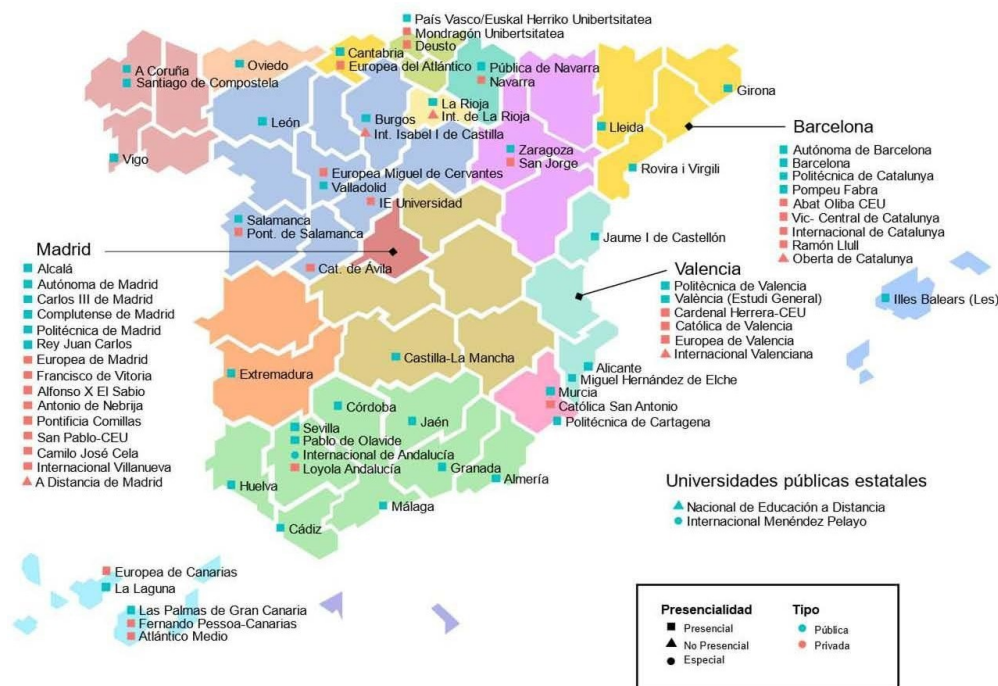 País Vasco/Euskal Herriko Unibertsitatea
Mondragón Unibertsitatea
Deusto
Cantabria
Europea del Atlántico
Oviedo
A Coruña
Santiago de Compostela
Vigo
Pública de Navarra
Navarra
La Rioja
Int. de La Rioja
Burgos
Int. Isabel I de Castilla
León
Girona
Lleida
Rovira i Virgili
Zaragoza
San Jorge
Europea Miguel de Cervantes
Valladolid
IE Universidad
Salamanca
Pont. de Salamanca
Cat. de Ávila
Barcelona
Autónoma de Barcelona
Barcelona
Politécnica de Catalunya
Pompeu Fabra
Abat Oliba CEU
Vic- Central de Catalunya
Internacional de Catalunya
Ramón Llull
Oberta de Catalunya
Madrid
Alcalá
Autónoma de Madrid
Carlos III de Madrid
Complutense de Madrid
Politécnica de Madrid
Rey Juan Carlos
Europea de Madrid
Francisco de Vitoria
Alfonso X El Sabio
Antonio de Nebrija
Pontificia Comillas
San Pablo-CEU
Camilo José Cela
Internacional Villanueva
A Distancia de Madrid
Jaume I de Castellón
Valencia
Politècnica de Valencia
València (Estudi General)
Cardenal Herrera-CEU
Católica de Valencia
Europea de Valencia
Internacional Valenciana
Illes Balears (Les)
Castilla-La Mancha
Extremadura
Alicante
Miguel Hernández de Elche
Murcia
Católica San Antonio
Politécnica de Cartagena
Córdoba
Jaén
Sevilla
Pablo de Olavide
Internacional de Andalucía
Loyola Andalucía
Granada
Almería
Huelva
Málaga
Cádiz
Universidades públicas estatales
Nacional de Educación a Distancia
Internacional Menéndez Pelayo
Europea de Canarias
La Laguna
Las Palmas de Gran Canaria
Fernando Pessoa-Canarias
Atlántico Medio
Presencialidad
Presencial
No Presencial
Especial
Tipo
Pública
Privada